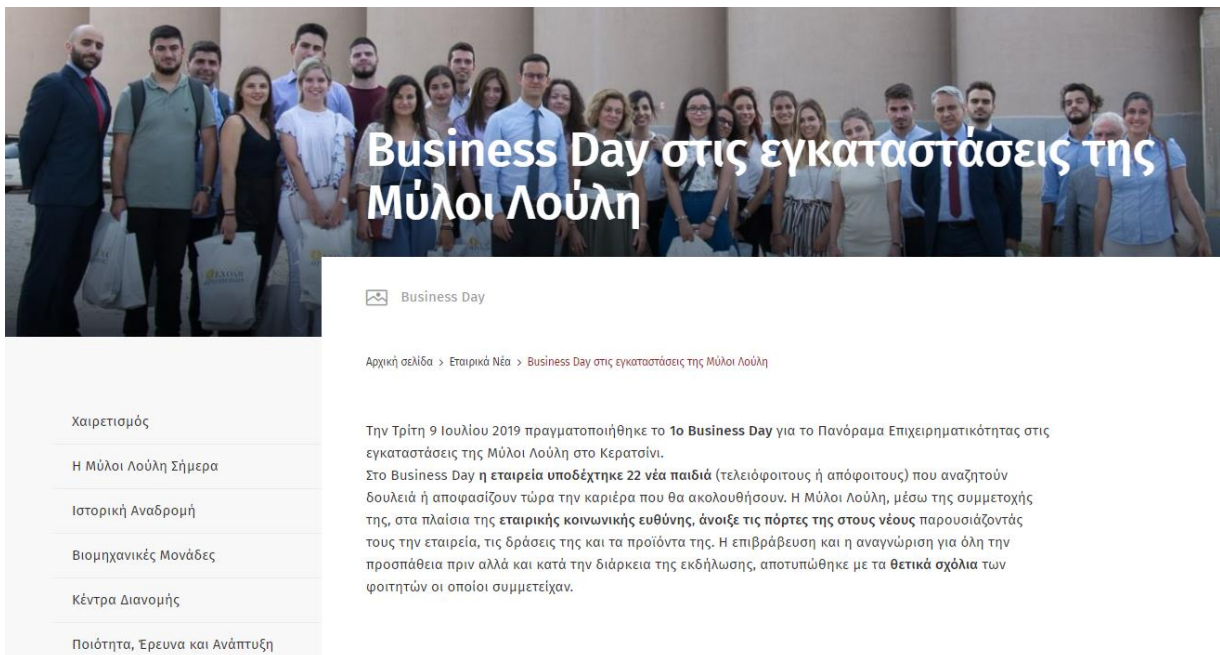 Business Day στις εγκαταστάσεις της
Μύλοι Λούλη
Business Day
Αρχική σελίδα > Εταιρικά Νέα > Business Day στις εγκαταστάσεις της Μύλοι Λούλη
Χαιρετισμός
Η Μύλοι Λούλη Σήμερα
Ιστορική Αναδρομή
Βιομηχανικές Μονάδες
Κέντρα Διανομής
Ποιότητα, Έρευνα και Ανάπτυξη
Την Τρίτη 9 Ιουλίου 2019 πραγματοποιήθηκε το 1ο Business Day για το Πανόραμα Επιχειρηματικότητας στις
εγκαταστάσεις της Μύλοι Λούλη στο Κερατσίνι.
Στο Business Day η εταιρεία υποδέχτηκε 22 νέα παιδιά (τελειόφοιτους ή απόφοιτους) που αναζητούν
δουλειά ή αποφασίζουν τώρα την καριέρα που θα ακολουθήσουν. Η Μύλοι Λούλη, μέσω της συμμετοχής
της, στα πλαίσια της εταιρικής κοινωνικής ευθύνης, άνοιξε τις πόρτες της στους νέους παρουσιάζοντάς
τους την εταιρεία, τις δράσεις της και τα προϊόντα της. Η επιβράβευση και η αναγνώριση για όλη την
προσπάθεια πριν αλλά και κατά την διάρκεια της εκδήλωσης, αποτυπώθηκε με τα θετικά σχόλια των
φοιτητών οι οποίοι συμμετείχαν.